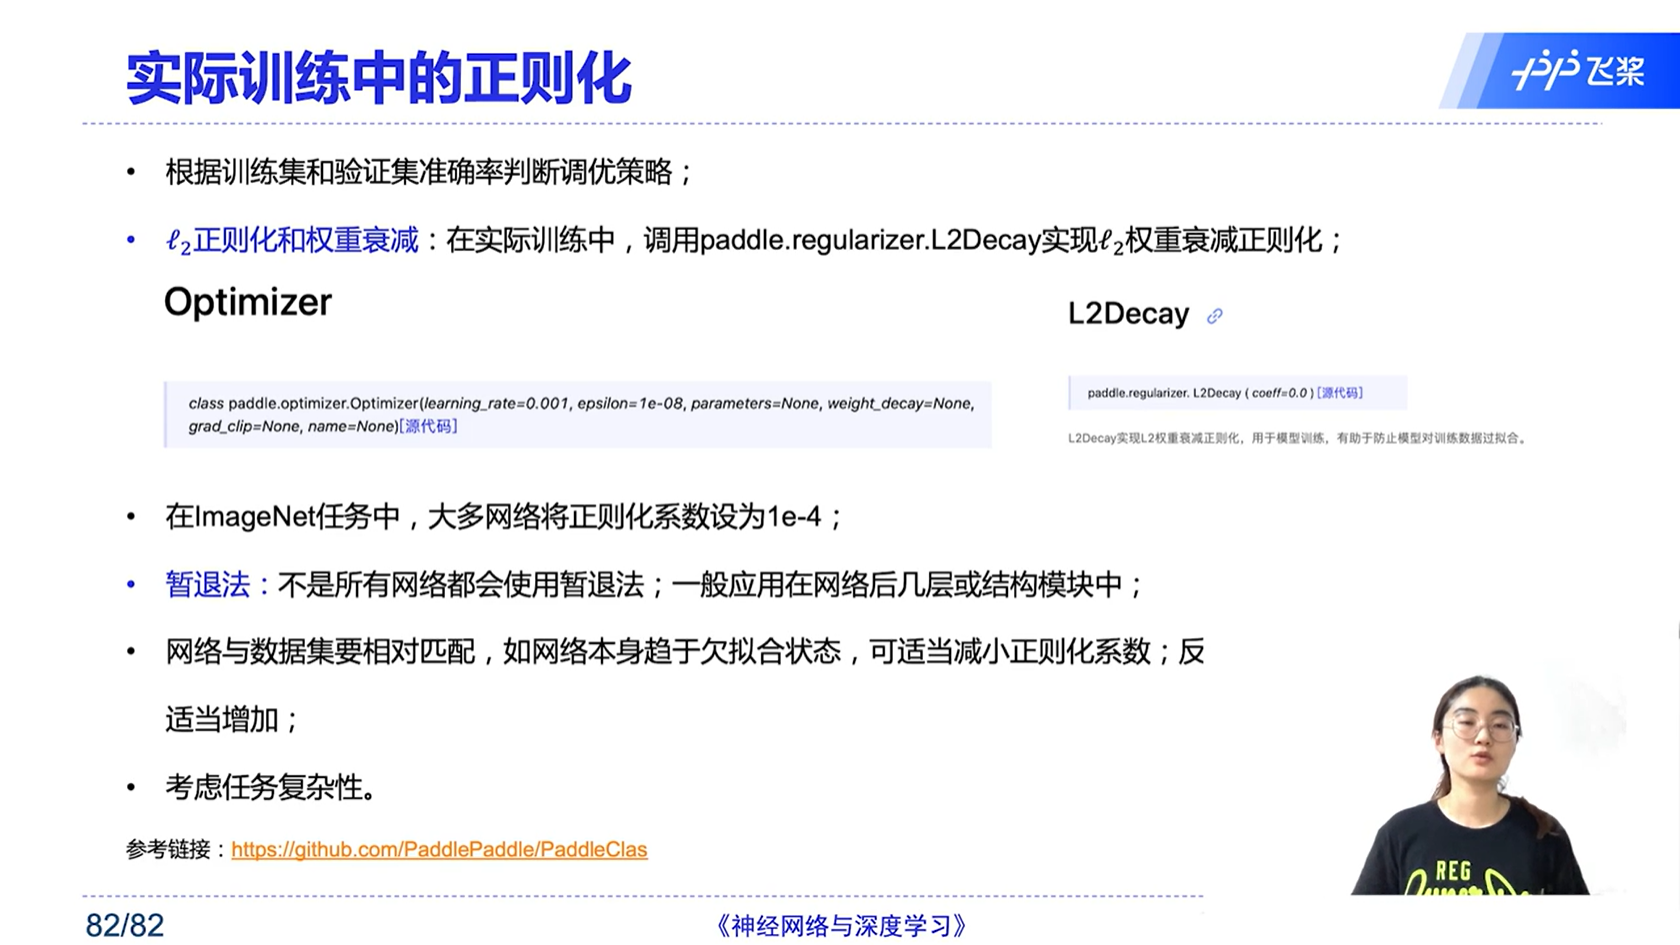 实际训练中的正则化
飞桨
• 根据训练集和验证集准确率判断调优策略；
• ℓ2正则化和权重衰减：在实际训练中，调用paddle.regularizer.L2Decay实现ℓ2权重衰减正则化；
Optimizer
class paddle.optimizer.Optimizer(learning_rate=0.001, epsilon=1e-08, parameters=None, weight_decay=None,
grad_clip=None, name=None)[源代码]
L2Decay
paddle.regularizer. L2Decay ( coeff=0.0 ) [源代码]
L2Decay实现L2权重衰减正则化，用于模型训练，有助于防止模型对训练数据过拟合。
• 在ImageNet任务中，大多网络将正则化系数设为1e-4；
• 暂退法：不是所有网络都会使用暂退法；一般应用在网络后几层或结构模块中；
• 网络与数据集要相对匹配，如网络本身趋于欠拟合状态，可适当减小正则化系数；反
适当增加；
• 考虑任务复杂性。
参考链接：https://github.com/PaddlePaddle/PaddleClas
REG
82/82
《神经网络与深度学习》